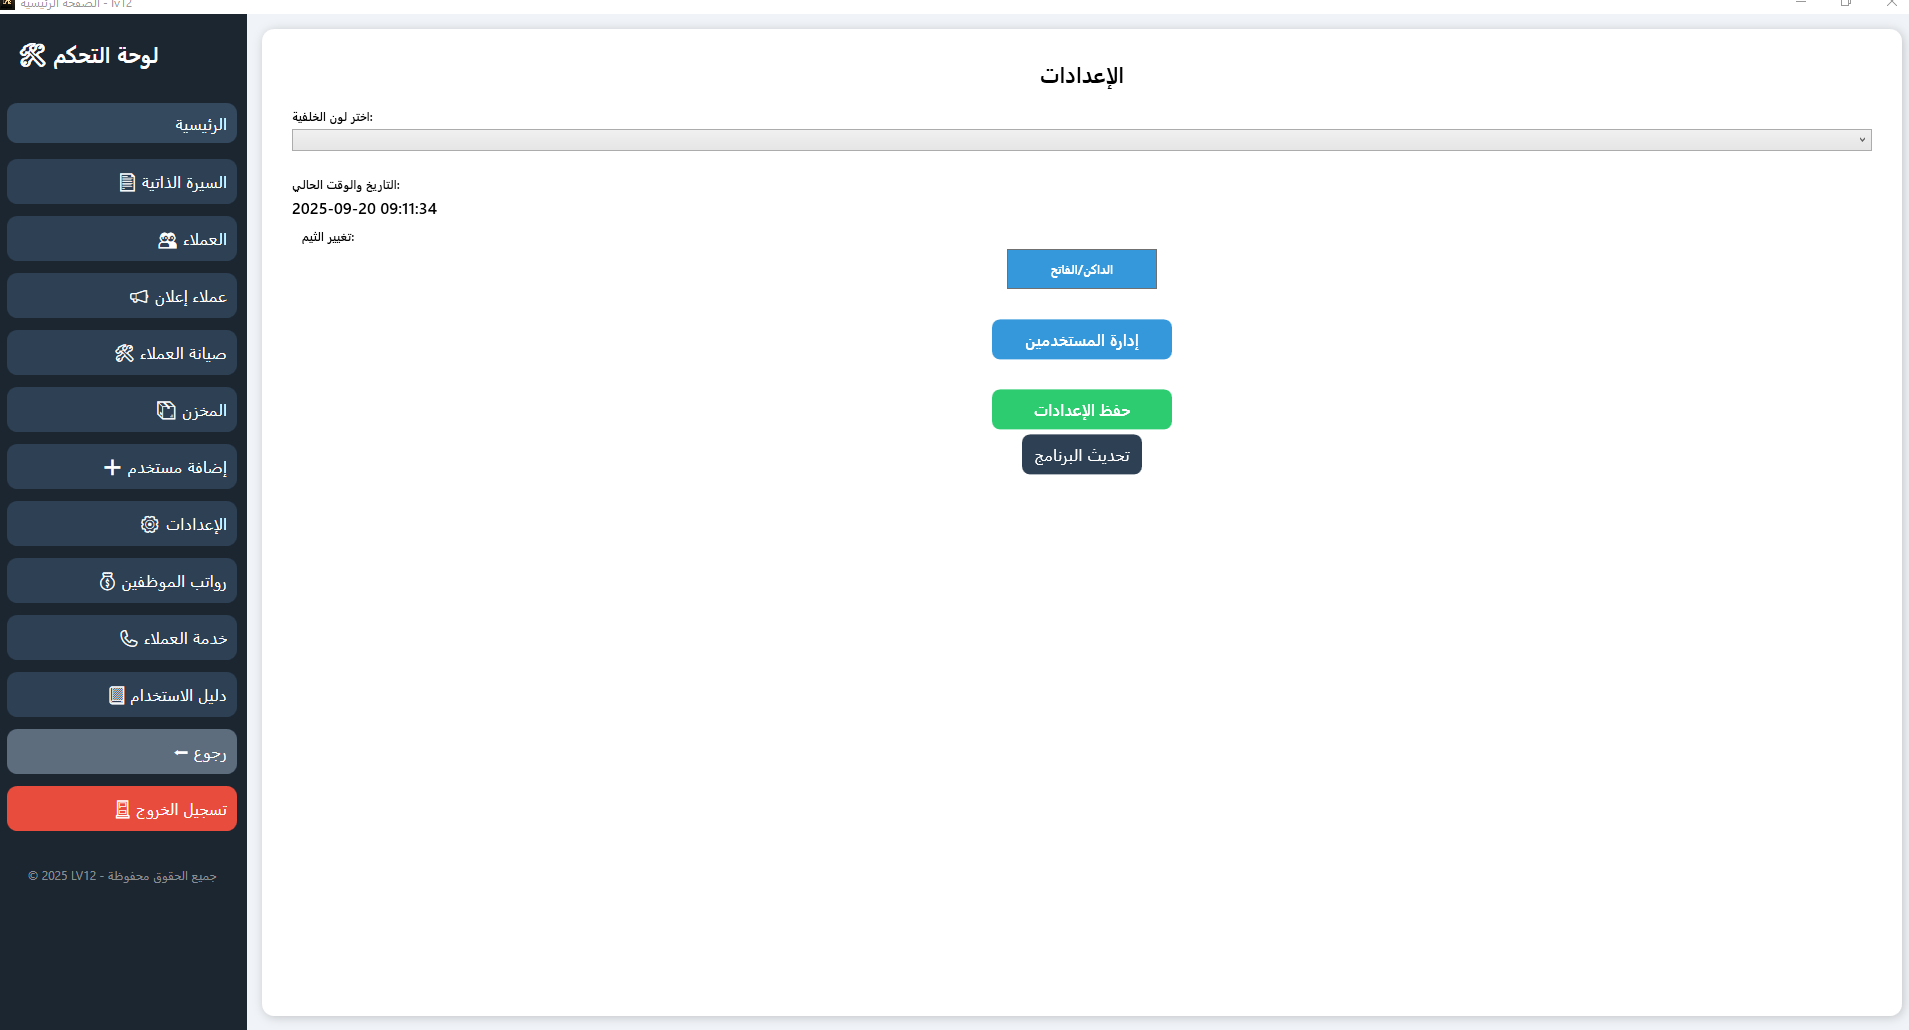 الصفحة الرئيسية - lv12
لوحة التحكم
الرئيسية
السيرة الذاتية
العملاء
عملاء إعلان
صيانة العملاء
المخزن
إضافة مستخدم
الإعدادات
رواتب الموظفين
خدمة العملاء
دليل الاستخدام
رجوع
تسجيل الخروج
© 2025 LV12 - جميع الحقوق محفوظة
الإعدادات
اختر لون الخلفية:
التاريخ والوقت الحالي:
2025-09-20 09:11:34
تغيير الثيم:
الداكن/الفاتح
إدارة المستخدمين
حفظ الإعدادات
تحديث البرنامج